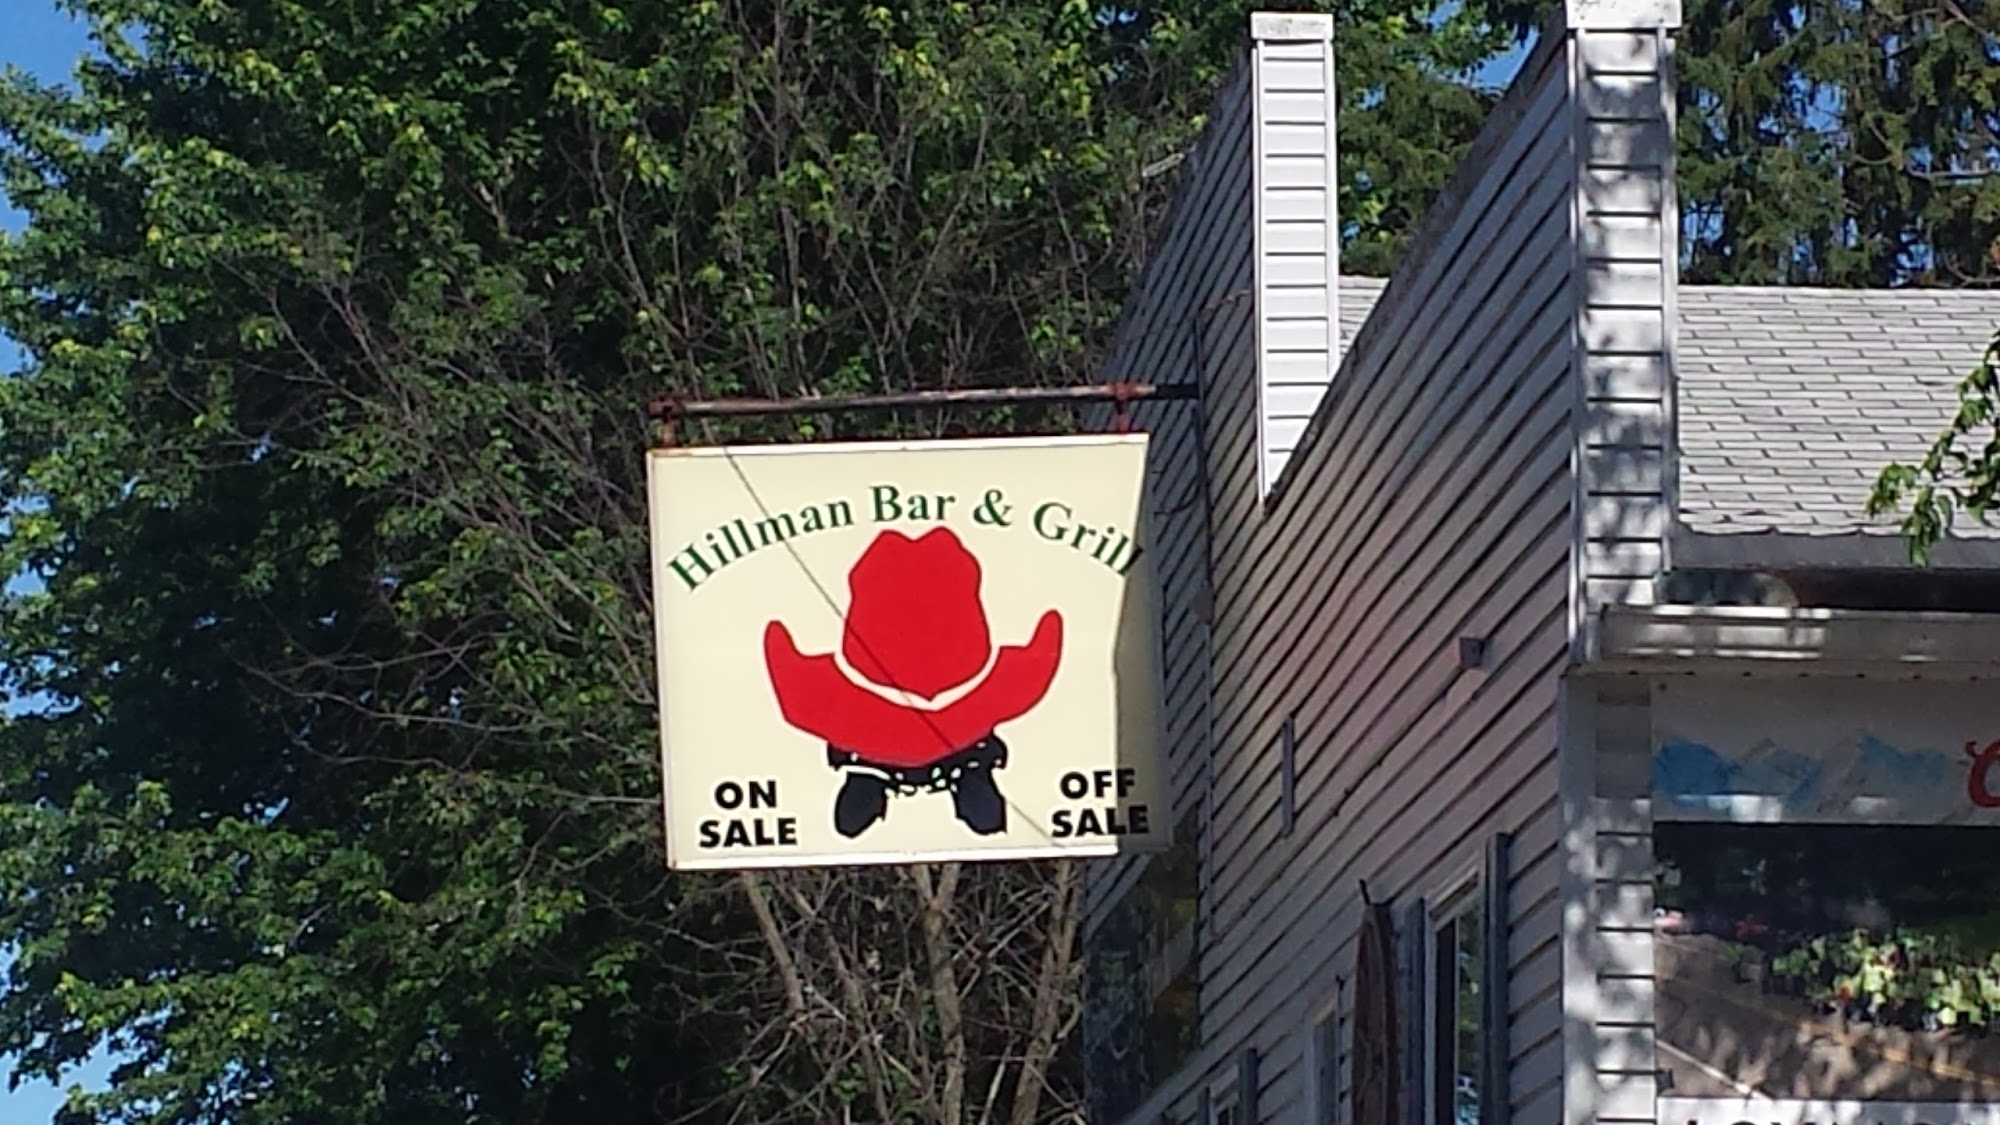 Hillman Bar & Grill
ON
SALE
OFF
SALE